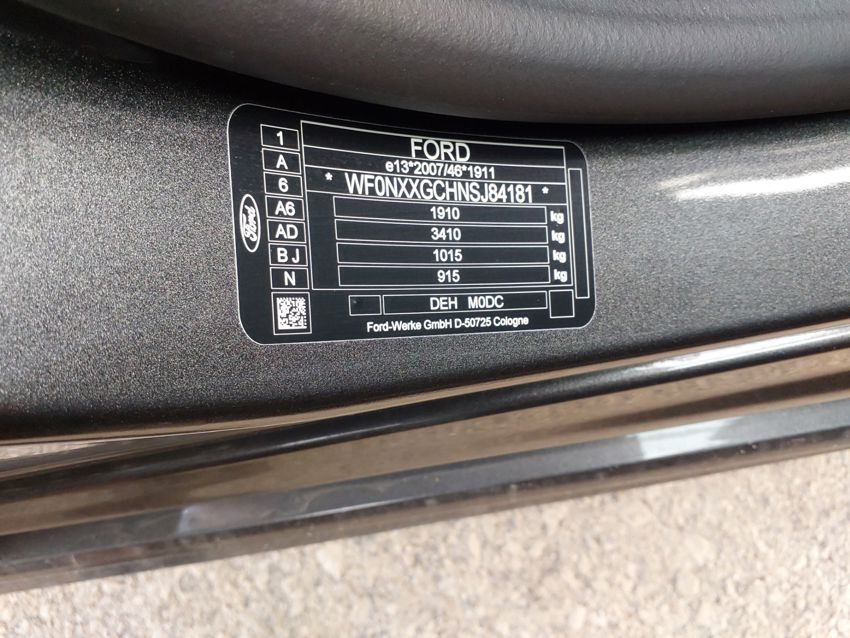 1
A
6
A6
AD
B J
N
Ford
FORD
e13*2007/46*1911
* WF0NXXGCHNSJ84181 *
1910 kg
3410 kg
1015 kg
915 kg
DEH M0DC
Ford-Werke GmbH D-50725 Cologne